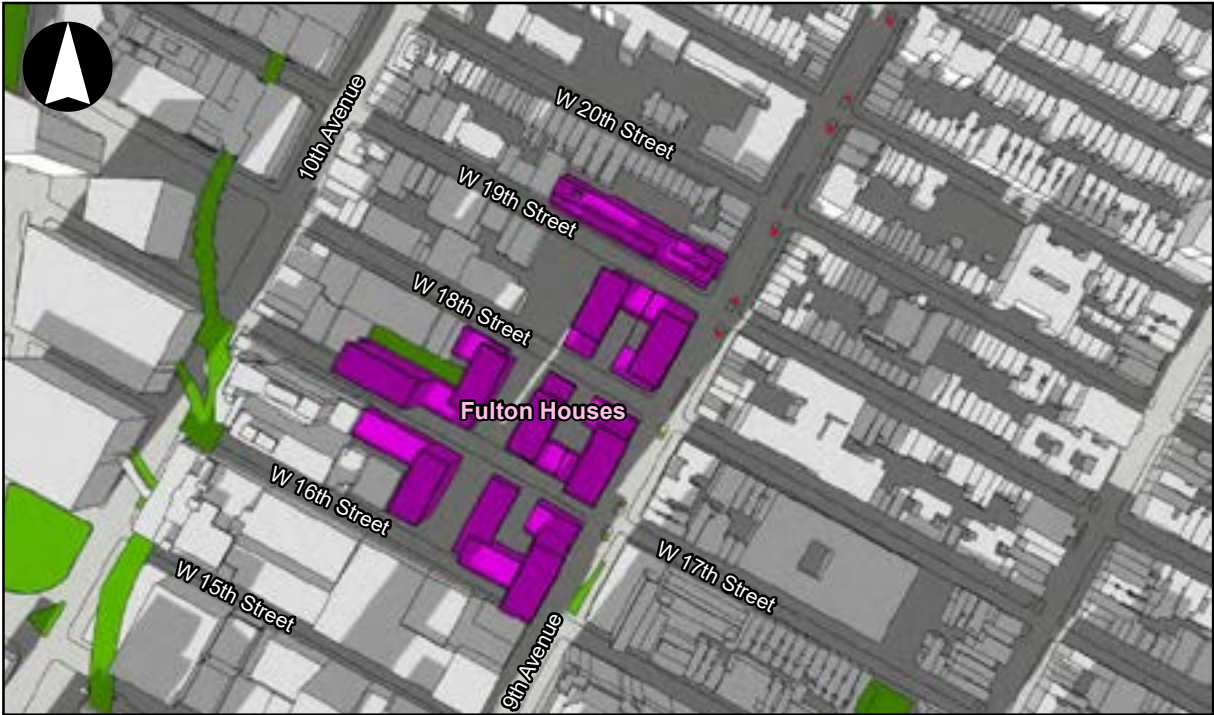 10th Avenue
W 20th Street
W 19th Street
W 18th Street
Fulton Houses
W 16th Street
W 17th Street
W 15th Street
9th Avenue